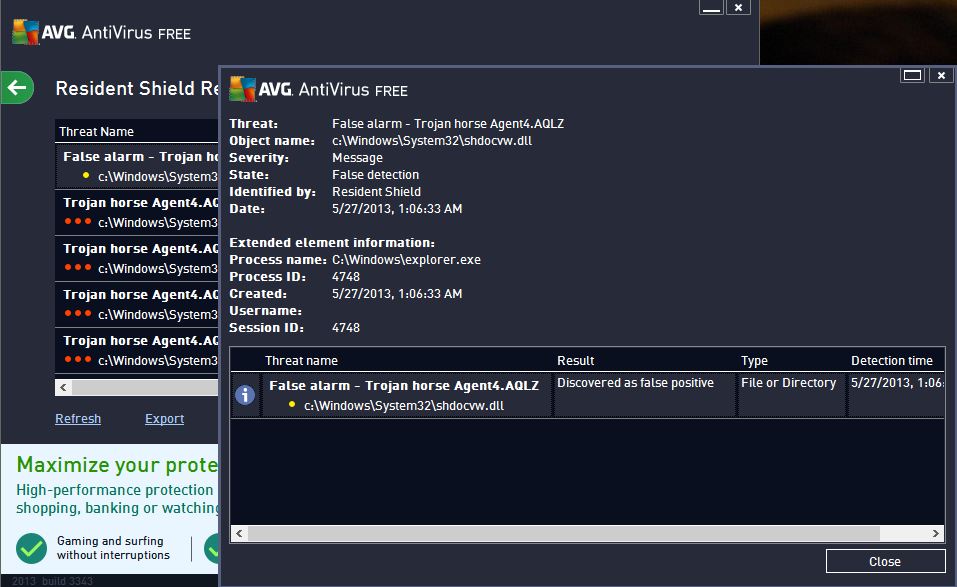 AVG. AntiVirus FREE
Resident Shield Re
Threat Name
False alarm - Trojan ho
c:\Windows\System3
Trojan horse Agent4.AQ
c:\Windows\System32
Trojan horse Agent4.AQ
c:\Windows\System32
Trojan horse Agent4.AQ
c:\Windows\System32
Trojan horse Agent4.AQ
c:\Windows\System32
Refresh Export
Maximize your prote
High-performance protection
shopping, banking or watching
Gaming and surfing
without interruptions
2013 build 3343
AVG. AntiVirus FREE
Threat: False alarm - Trojan horse Agent4.AQLZ
Object name: c:\Windows\System32\shdocvw.dll
Severity: Message
State: False detection
Identified by: Resident Shield
Date: 5/27/2013, 1:06:33 AM
Extended element information:
Process name: C:\Windows\explorer.exe
Process ID: 4748
Created: 5/27/2013, 1:06:33 AM
Username:
Session ID: 4748
Threat name Result Type Detection time
False alarm - Trojan horse Agent4.AQLZ Discovered as false positive File or Directory 5/27/2013, 1:06:
c:\Windows\System32\shdocvw.dll
Close